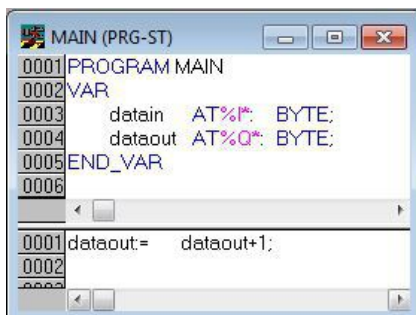 MAIN (PRG-ST)
0001 PROGRAM MAIN
0002 VAR
0003 datain AT%I*: BYTE;
0004 dataout AT%Q*: BYTE;
0005 END_VAR
0006
0001 dataout:= dataout+1;
0002